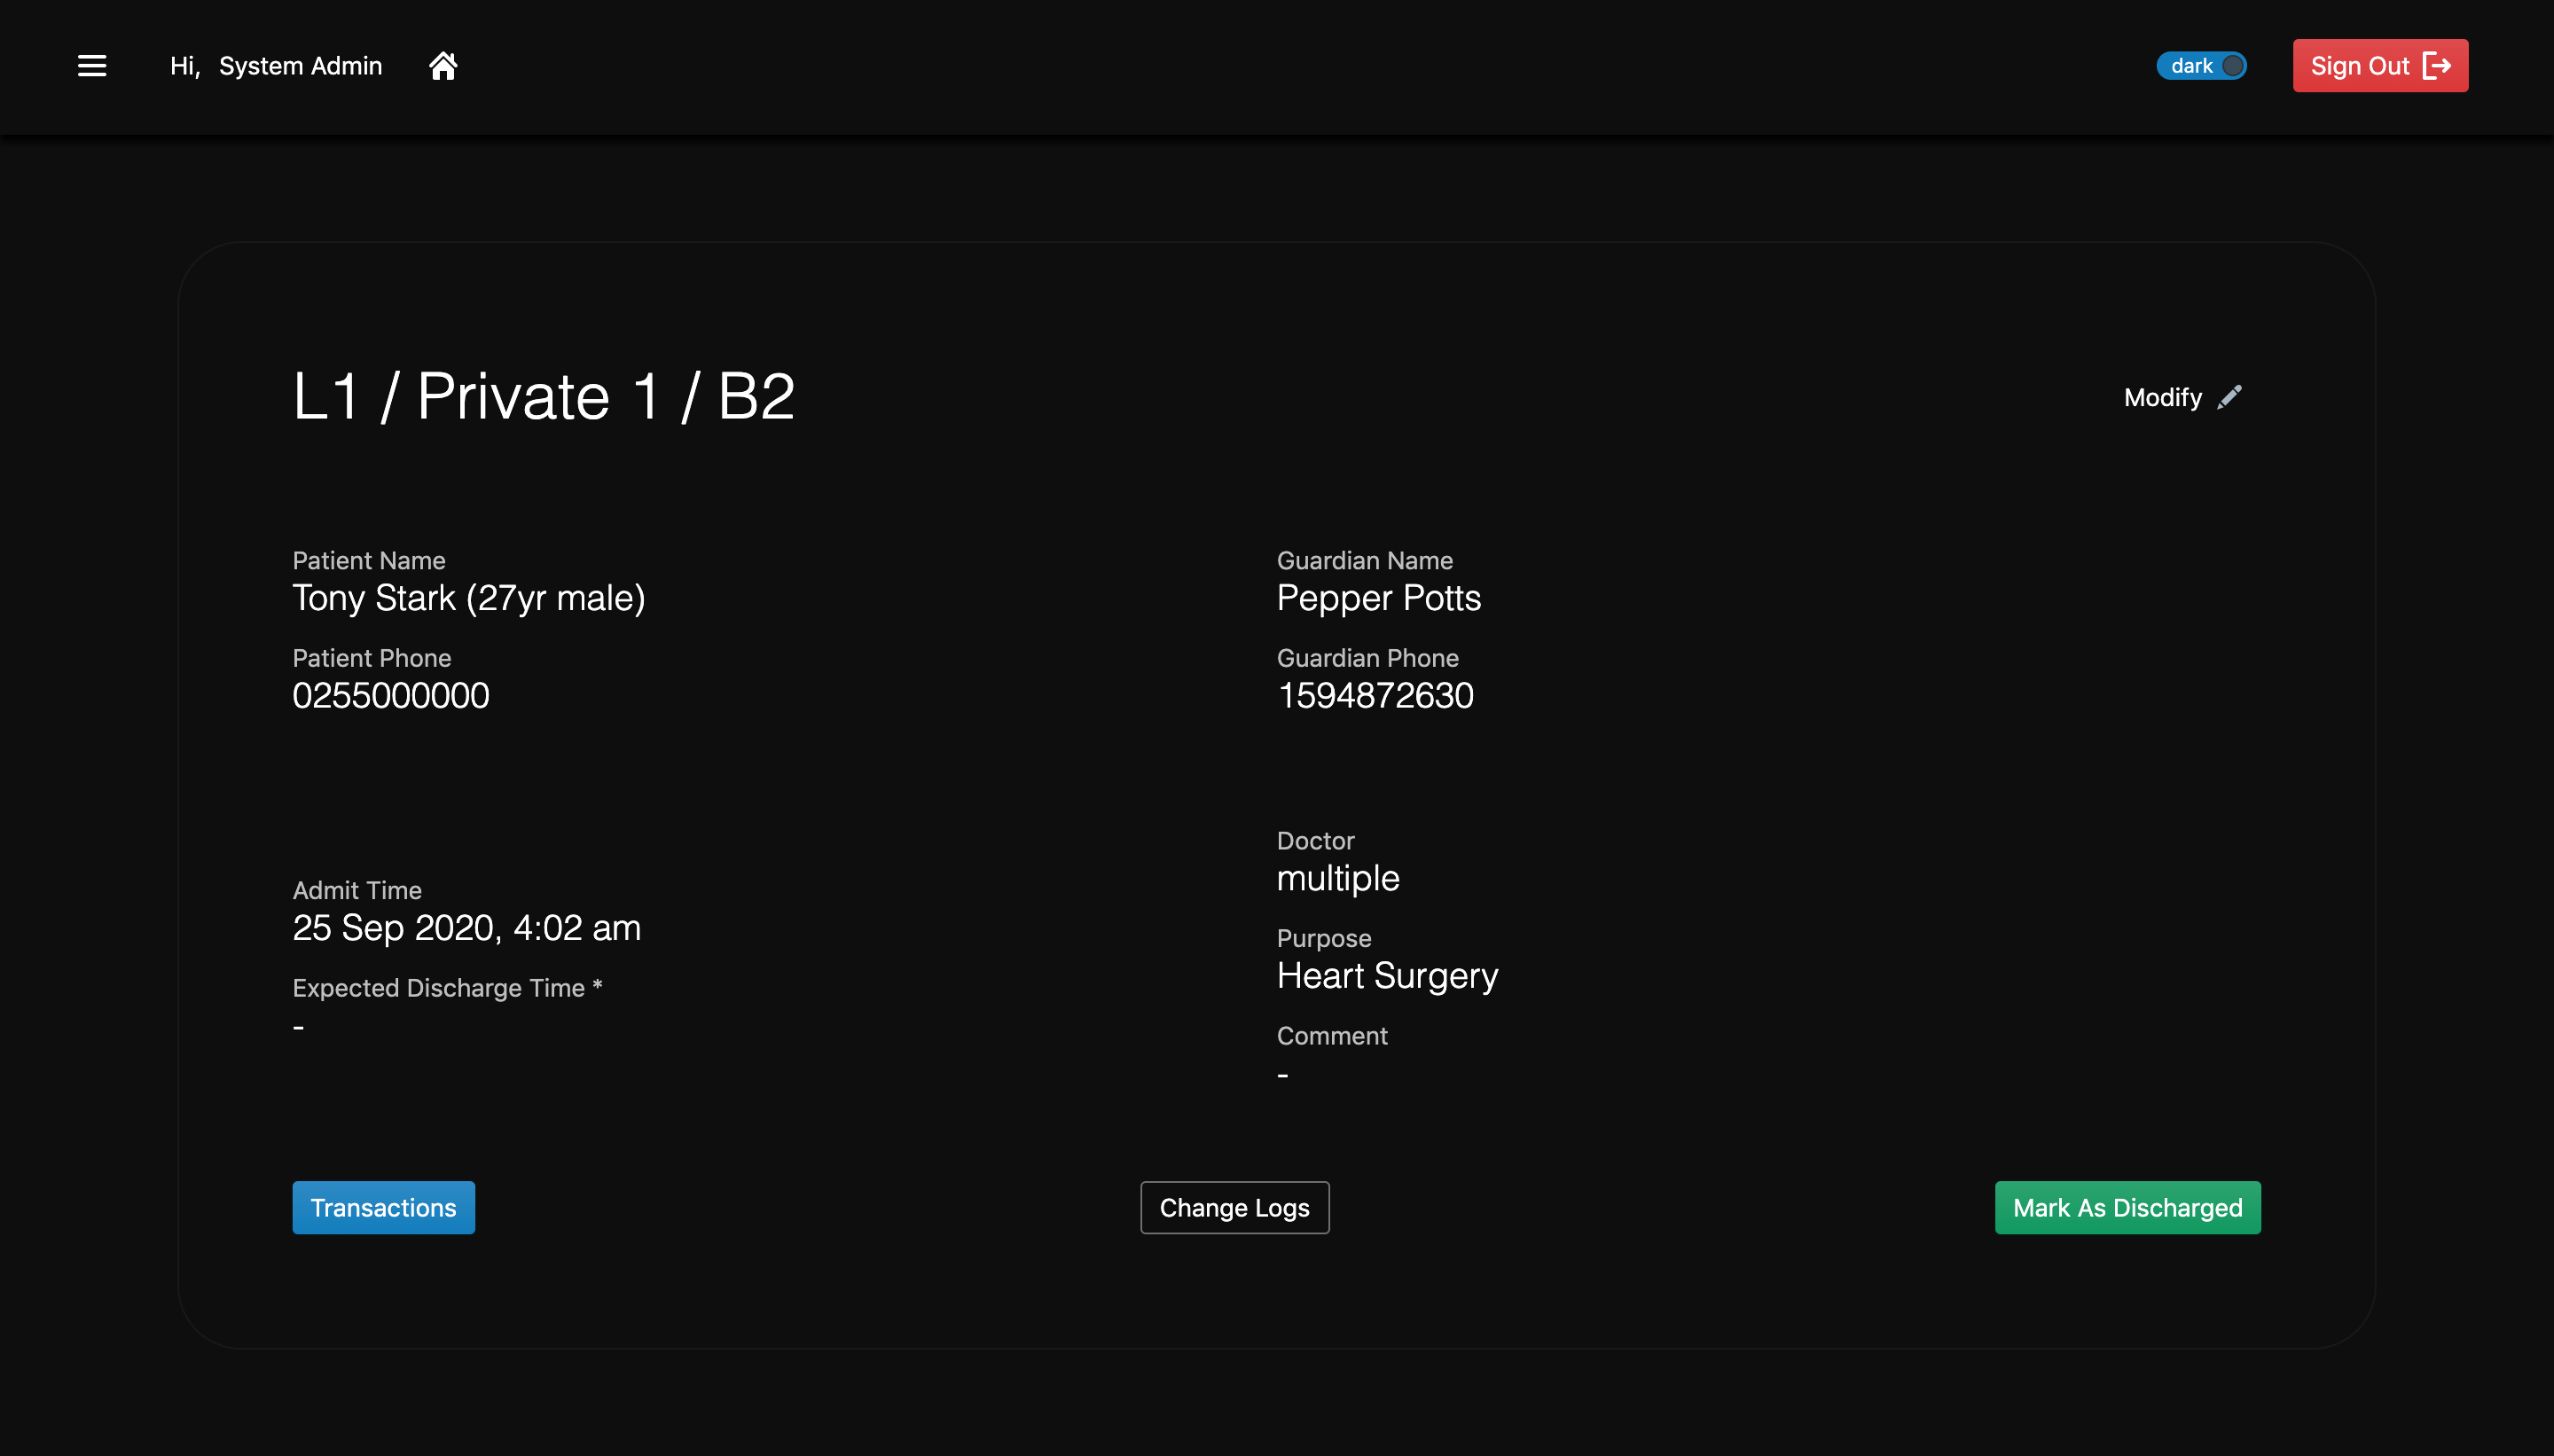 Hi, System Admin
dark
Sign Out
L1 / Private 1 / B2
Modify
Patient Name
Tony Stark (27yr male)
Patient Phone
0255000000
Guardian Name
Pepper Potts
Guardian Phone
1594872630
Admit Time
25 Sep 2020, 4:02 am
Expected Discharge Time *
-
Doctor
multiple
Purpose
Heart Surgery
Comment
-
Transactions
Change Logs
Mark As Discharged